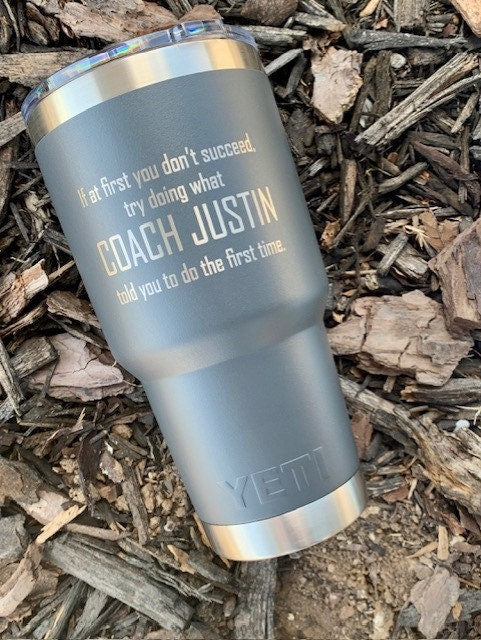 If at first you don't succeed,
try doing what
COACH JUSTIN
told you to do the first time.
YETI